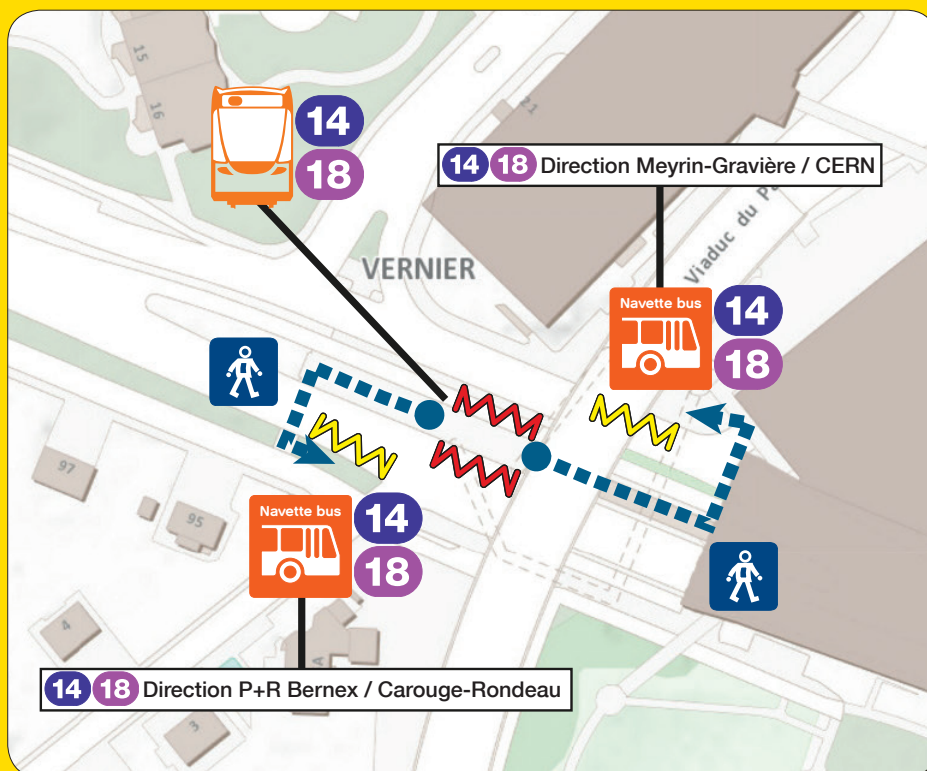 15
16
21
14
18
14 18 Direction Meyrin-Gravière / CERN
Viaduc du
VERNIER
Navette bus
14
18
97
95
Navette bus
14
18
4
A
3
14 18 Direction P+R Bernex / Carouge-Rondeau